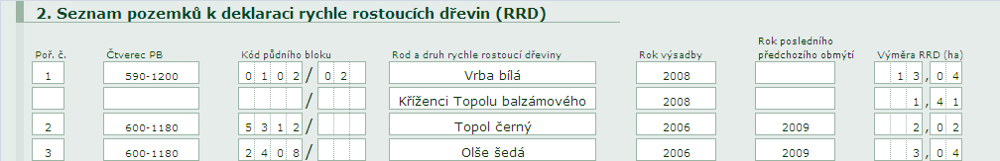 2. Seznam pozemků k deklaraci rychle rostoucích dřevin (RRD)
Poř. č. Čtverec PB Kód půdního bloku Rod a druh rychle rostoucí dřeviny Rok výsadby Rok posledního předchozího obmýtí Výměra RRD (ha)
1 590-1200 0102/02 Vrba bílá 2008 13,04
/ Kříženci Topolu balzámového 2008 1,41
2 600-1180 5312/ Topol černý 2006 2009 2,02
3 600-1180 2408/ Olše šedá 2006 2009 3,04